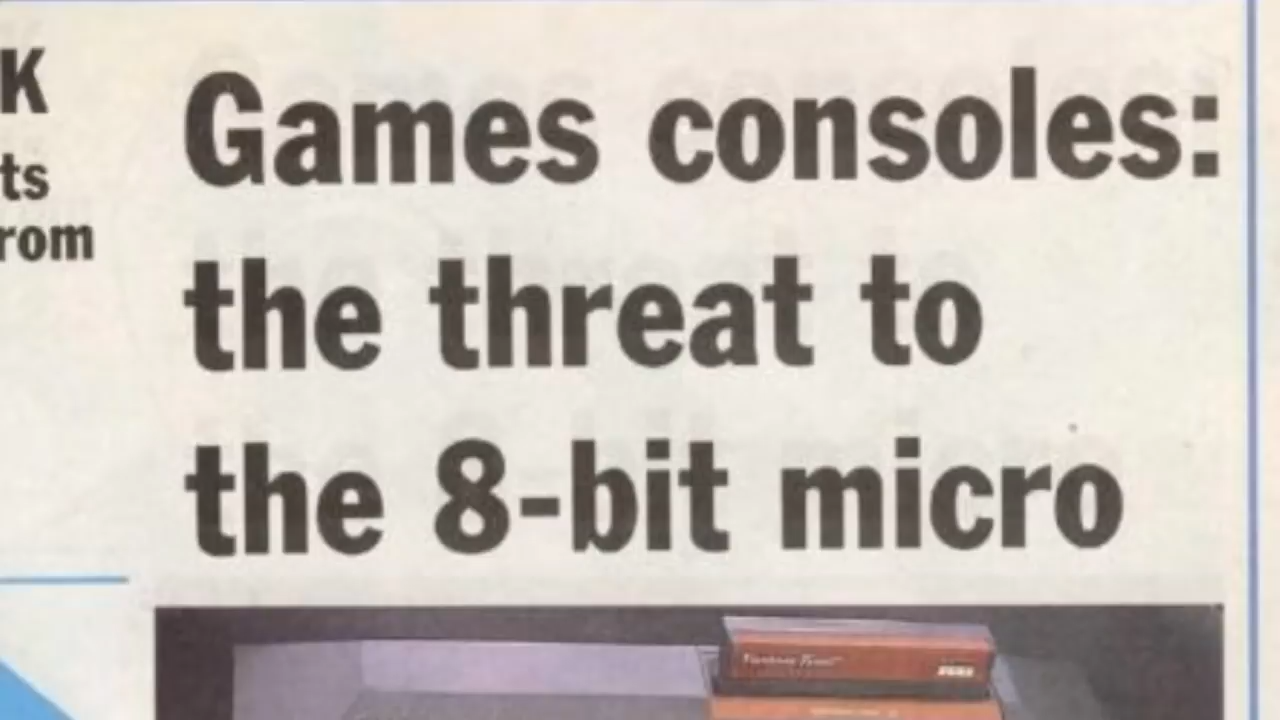 K
ts
rom
Games consoles:
the threat to
the 8-bit micro